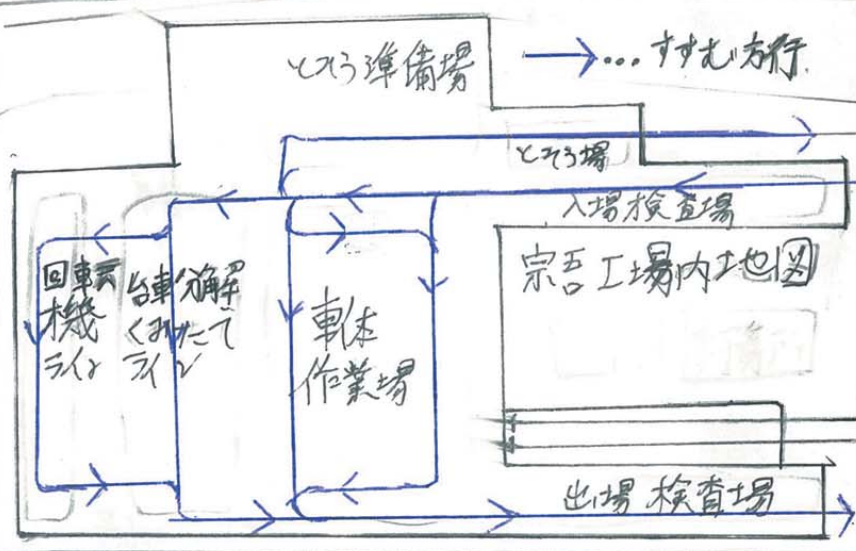 とそう準備場
…すすむ方行
とそう場
入場検査場
宗吾工場内地図
回転
機
ライン
台車分解
くみたて
ライン
車体
作業場
出場検査場